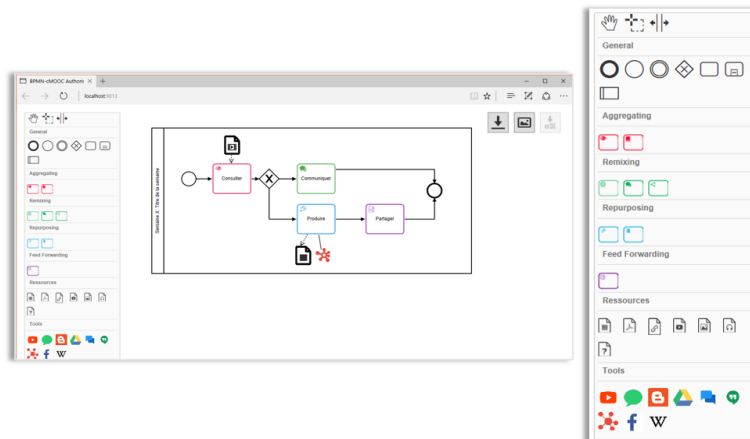 BPMN-cMOOC Authori
localhost:9013
General
Aggregating
Remixing
Repurposing
Feed Forwarding
Ressources
Tools
W
Semaine X: Titre de la semaine
Consulter
X
Communiquer
Produire
Partager
General
Aggregating
Remixing
Repurposing
Feed Forwarding
Ressources
?
Tools
f W